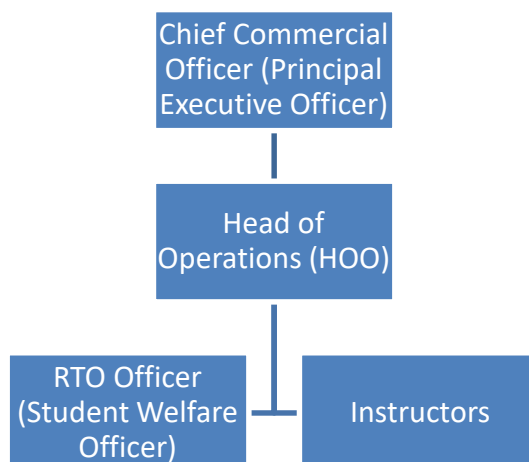 Chief Commercial
Officer (Principal
Executive Officer)
Head of
Operations (HOO)
RTO Officer
(Student Welfare
Officer)
Instructors